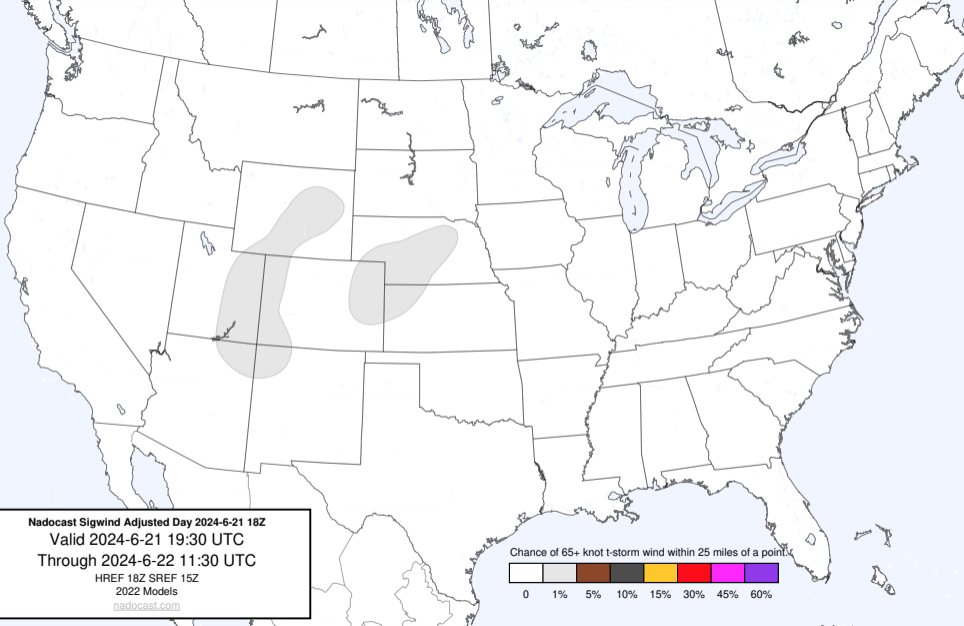 Nadocast Sigwind Adjusted Day 2024-6-21 18Z
Valid 2024-6-21 19:30 UTC
Through 2024-6-22 11:30 UTC
HREF 18Z SREF 15Z
2022 Models
nadocast.com
Chance of 65+ knot t-storm wind within 25 miles of a point.
0 1% 5% 10% 15% 30% 45% 60%